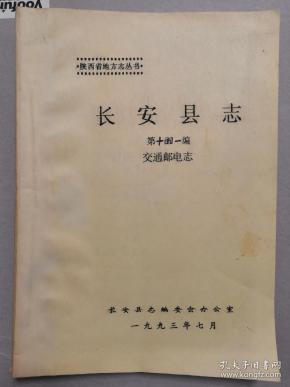 ·陕西省地方志丛书·
长安县志
第十四一编
交通邮电志
长安县志编委会办公室
一九九三年七月
孔夫子旧书网